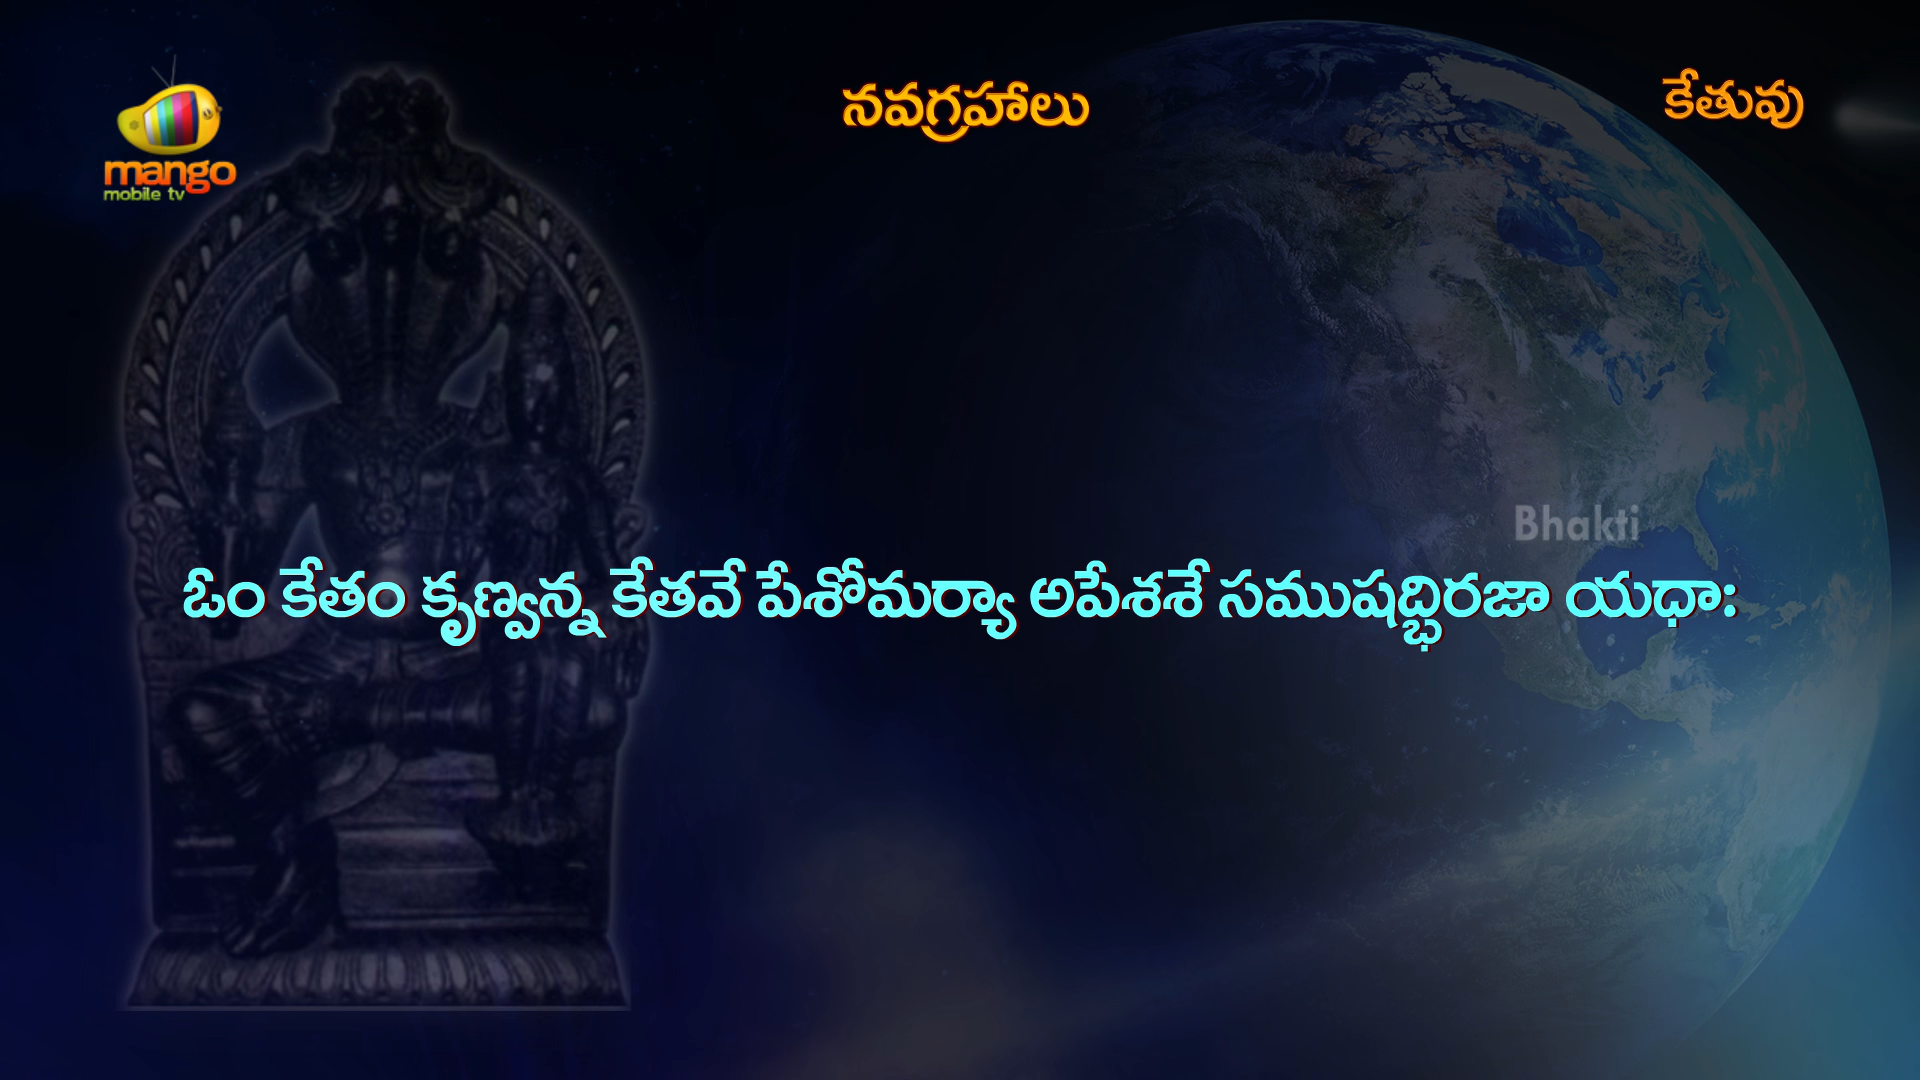 mango
mobile tv
నవగ్రహాలు
కేతువు
Bhakti
ఓం కేతం కృణ్వన్న కేతవే పేశోమర్యా అపేశశే సముషద్భిరజా యధాః